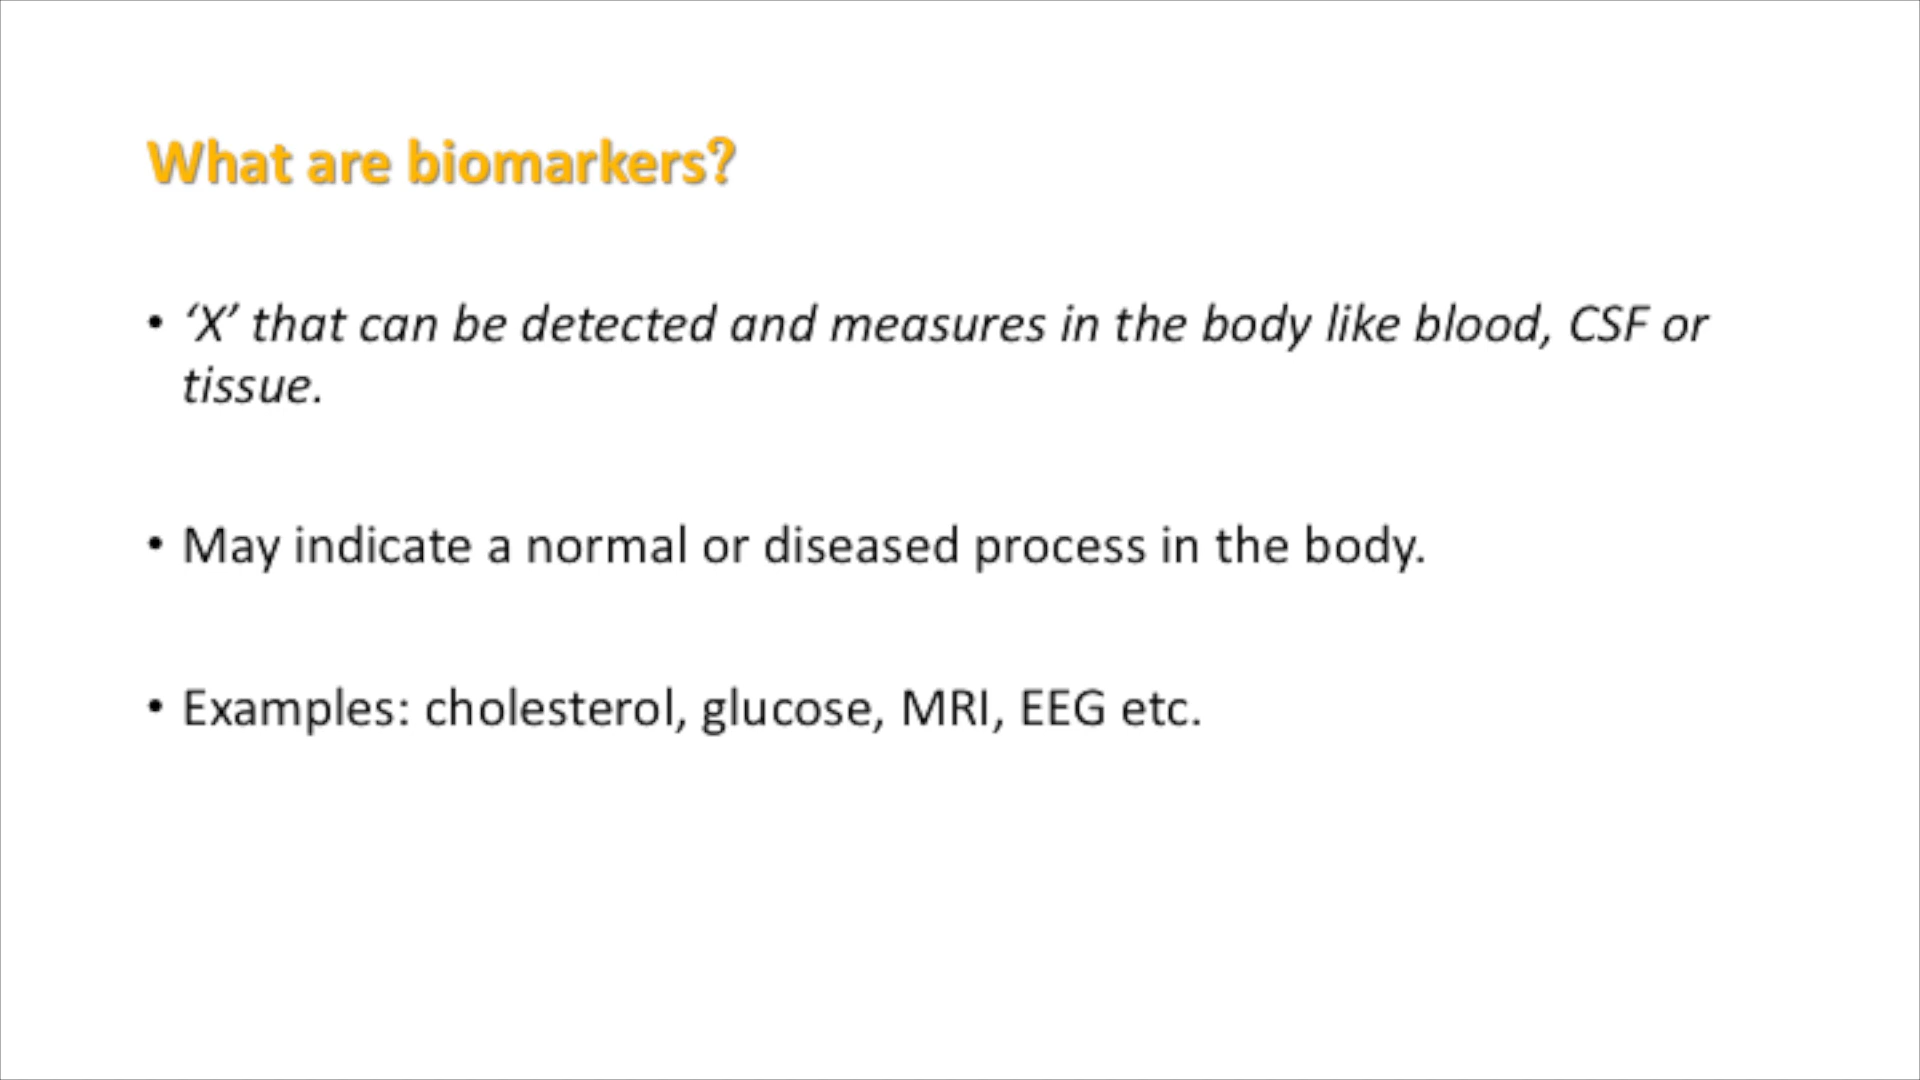 What are biomarkers?
• ‘X’ that can be detected and measures in the body like blood, CSF or
tissue.
• May indicate a normal or diseased process in the body.
• Examples: cholesterol, glucose, MRI, EEG etc.